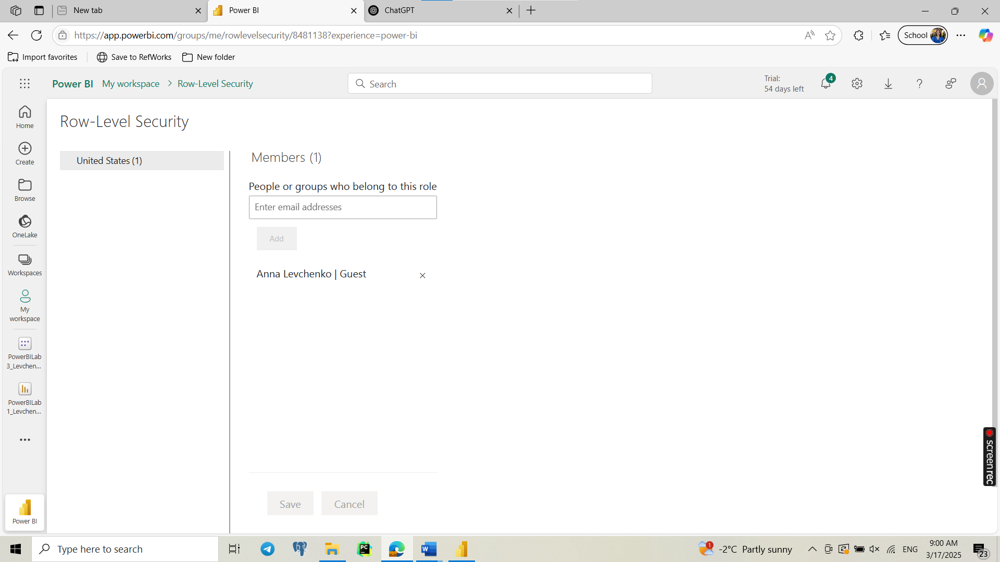 New tab
Power BI
ChatGPT
https://app.powerbi.com/groups/me/rowlevelsecurity/8481138?experience=power-bi
School
Import favorites
Save to RefWorks
New folder
Power BI My workspace > Row-Level Security
Search
Trial:
54 days left
4
Home
Create
Browse
OneLake
Workspaces
My
workspace
PowerBILab
3_Levchen...
PowerBILab
1_Levchen...
Power BI
Row-Level Security
United States (1)
Members (1)
People or groups who belong to this role
Enter email addresses
Add
Anna Levchenko | Guest
Save
Cancel
screen rec
Type here to search
PC
W
1
-2°C Partly sunny
ENG
9:00 AM
3/17/2025
23